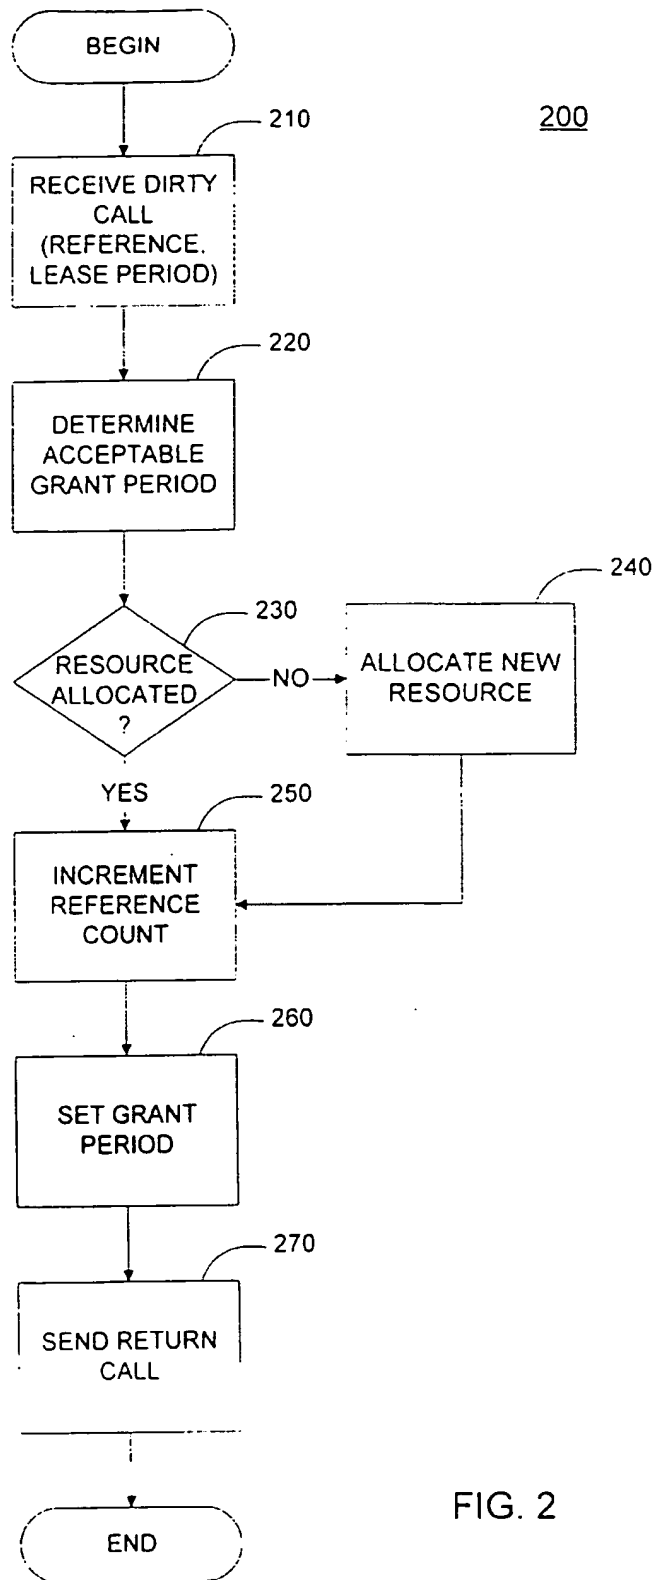 BEGIN
200
210
RECEIVE DIRTY
CALL
(REFERENCE.
LEASE PERIOD)
220
DETERMINE
ACCEPTABLE
GRANT PERIOD
230
RESOURCE
ALLOCATED
?
NO
240
ALLOCATE NEW
RESOURCE
YES
250
INCREMENT
REFERENCE
COUNT
260
SET GRANT
PERIOD
270
SEND RETURN
CALL
END
FIG. 2